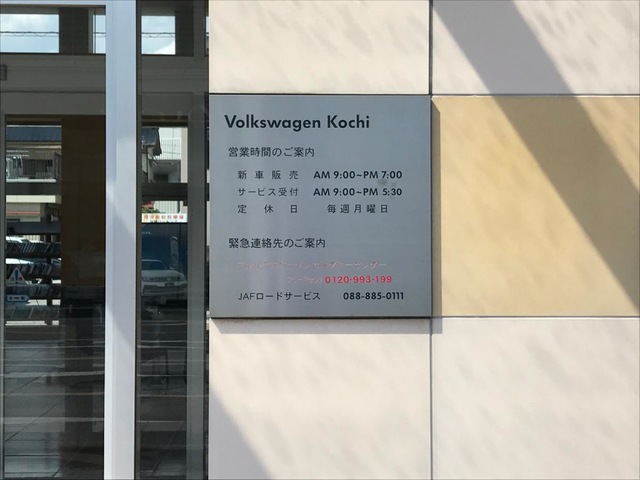 Volkswagen Kochi
営業時間のご案内
新車販売 AM 9:00~PM 7:00
サービス受付 AM 9:00~PM 5:30
定休日 毎週月曜日
緊急連絡先のご案内
0120-993-199
JAFロードサービス 088-885-0111